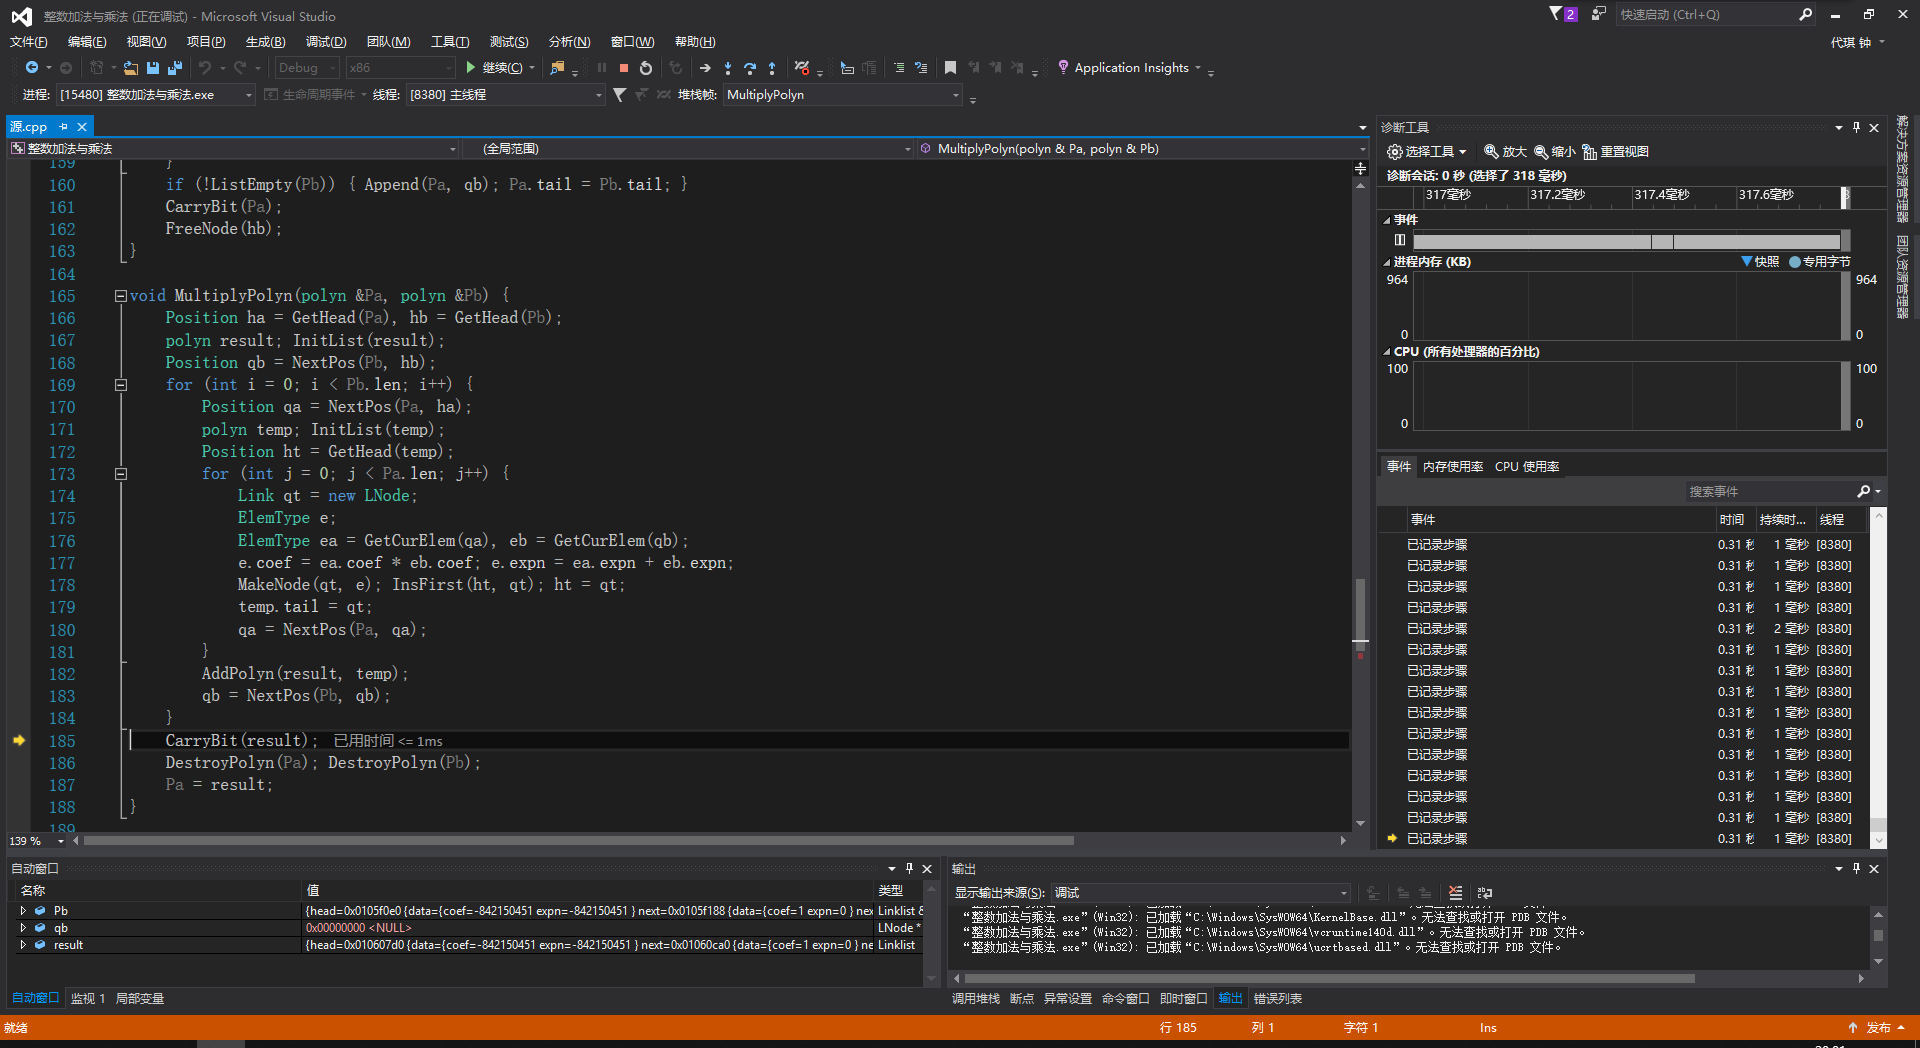 整数加法与乘法 (正在调试) - Microsoft Visual Studio
2
快速启动 (Ctrl+Q)
文件(F) 编辑(E) 视图(V) 项目(P) 生成(B) 调试(D) 团队(M) 工具(T) 测试(S) 分析(N) 窗口(W) 帮助(H)
代琪 钟
Debug x86 继续(C) Application Insights
进程: [15480] 整数加法与乘法.exe 生命周期事件 线程: [8380] 主线程 堆栈帧: MultiplyPolyn
源.cpp
整数加法与乘法 (全局范围) MultiplyPolyn(polyn & Pa, polyn & Pb)
159 }
160 if (!ListEmpty(Pb)) { Append(Pa, qb); Pa.tail = Pb.tail; }
161 CarryBit(Pa);
162 FreeNode(hb);
163 }
164
165 void MultiplyPolyn(polyn &Pa, polyn &Pb) {
166 Position ha = GetHead(Pa), hb = GetHead(Pb);
167 polyn result; InitList(result);
168 Position qb = NextPos(Pb, hb);
169 for (int i = 0; i < Pb.len; i++) {
170 Position qa = NextPos(Pa, ha);
171 polyn temp; InitList(temp);
172 Position ht = GetHead(temp);
173 for (int j = 0; j < Pa.len; j++) {
174 Link qt = new LNode;
175 ElemType e;
176 ElemType ea = GetCurElem(qa), eb = GetCurElem(qb);
177 e.coef = ea.coef * eb.coef; e.expn = ea.expn + eb.expn;
178 MakeNode(qt, e); InsFirst(ht, qt); ht = qt;
179 temp.tail = qt;
180 qa = NextPos(Pa, qa);
181 }
182 AddPolyn(result, temp);
183 qb = NextPos(Pb, qb);
184 }
185 CarryBit(result); 已用时间 <= 1ms
186 DestroyPolyn(Pa); DestroyPolyn(Pb);
187 Pa = result;
188 }
189
139 %
诊断工具
选择工具 放大 缩小 重置视图
诊断会话: 0 秒 (选择了 318 毫秒)
317毫秒 317.2毫秒 317.4毫秒 317.6毫秒
事件
进程内存 (KB) 快照 专用字节
964 964
0 0
CPU (所有处理器的百分比)
100 100
0 0
事件 内存使用率 CPU 使用率
搜索事件
事件 时间 持续时... 线程
已记录步骤 0.31 秒 1 毫秒 [8380]
已记录步骤 0.31 秒 1 毫秒 [8380]
已记录步骤 0.31 秒 1 毫秒 [8380]
已记录步骤 0.31 秒 1 毫秒 [8380]
已记录步骤 0.31 秒 2 毫秒 [8380]
已记录步骤 0.31 秒 1 毫秒 [8380]
已记录步骤 0.31 秒 1 毫秒 [8380]
已记录步骤 0.31 秒 1 毫秒 [8380]
已记录步骤 0.31 秒 1 毫秒 [8380]
已记录步骤 0.31 秒 1 毫秒 [8380]
已记录步骤 0.31 秒 1 毫秒 [8380]
已记录步骤 0.31 秒 1 毫秒 [8380]
已记录步骤 0.31 秒 1 毫秒 [8380]
已记录步骤 0.31 秒 1 毫秒 [8380]
已记录步骤 0.31 秒 1 毫秒 [8380]
解决方案资源管理器
团队资源管理器
自动窗口
名称 值 类型
Pb {head=0x0105f0e0 {data={coef=-842150451 expn=-842150451 } next=0x0105f188 {data={coef=1 expn=0 } nex Linklist &
qb 0x00000000 <NULL> LNode *
result {head=0x010607d0 {data={coef=-842150451 expn=-842150451 } next=0x01060ca0 {data={coef=1 expn=0 } ne Linklist
自动窗口 监视 1 局部变量
输出
显示输出来源(S): 调试
“整数加法与乘法.exe”(Win32): 已加载“C:\Windows\SysWOW64\KernelBase.dll”。无法查找或打开 PDB 文件。
“整数加法与乘法.exe”(Win32): 已加载“C:\Windows\SysWOW64\vcruntime140d.dll”。无法查找或打开 PDB 文件。
“整数加法与乘法.exe”(Win32): 已加载“C:\Windows\SysWOW64\ucrtbased.dll”。无法查找或打开 PDB 文件。
调用堆栈 断点 异常设置 命令窗口 即时窗口 输出 错误列表
就绪 行 185 列 1 字符 1 Ins 发布